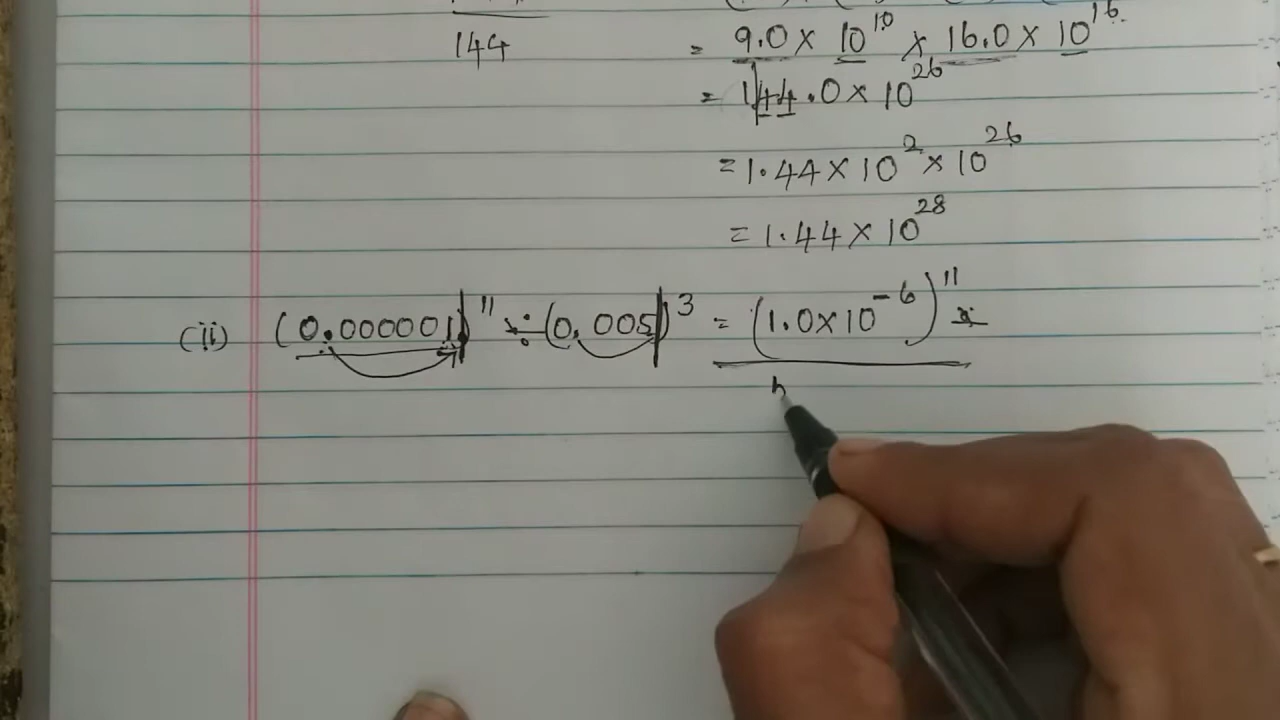 144
= 9.0 × 10^10 × 16.0 × 10^16
= 144.0 × 10^26
= 1.44 × 10^2 × 10^26
= 1.44 × 10^28
(ii) (0.000001)^11 ÷ (0.005)^3 = (1.0×10^-6)^11